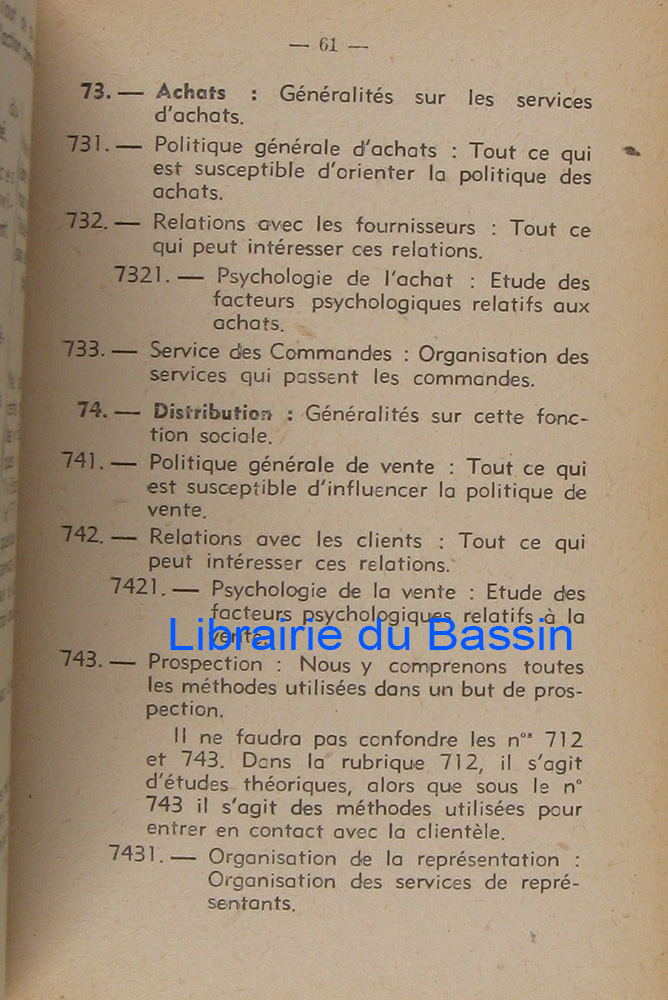 — 61 —
73. — Achats : Généralités sur les services
d'achats.
731. — Politique générale d'achats : Tout ce qui
est susceptible d'orienter la politique des
achats.
732. — Relations avec les fournisseurs : Tout ce
qui peut intéresser ces relations.
7321. — Psychologie de l'achat : Etude des
facteurs psychologiques relatifs aux
achats.
733. — Service des Commandes : Organisation des
services qui passent les commandes.
74. — Distribution : Généralités sur cette fonc-
tion sociale.
741. — Politique générale de vente : Tout ce qui
est susceptible d'influencer la politique de
vente.
742. — Relations avec les clients : Tout ce qui
peut intéresser ces relations.
7421. — Psychologie de la vente : Etude des
facteurs psychologiques relatifs à la
vente.
Librairie du Bassin
743. — Prospection : Nous y comprenons toutes
les méthodes utilisées dans un but de pros-
pection.
Il ne faudra pas confondre les nos 712
et 743. Dans la rubrique 712, il s'agit
d'études théoriques, alors que sous le n°
743 il s'agit des méthodes utilisées pour
entrer en contact avec la clientèle.
7431. — Organisation de la représentation :
Organisation des services de repré-
sentants.